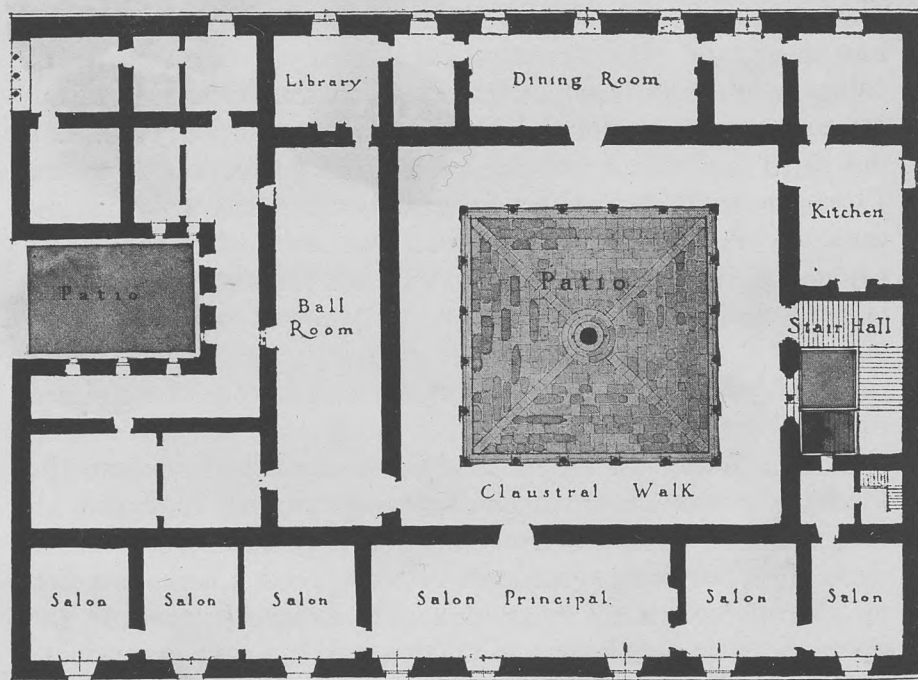 Library
Dining Room
Kitchen
Patio
Patio
Ball
Room
Stair Hall
Claustral Walk
Salon
Salon
Salon
Salon Principal.
Salon
Salon